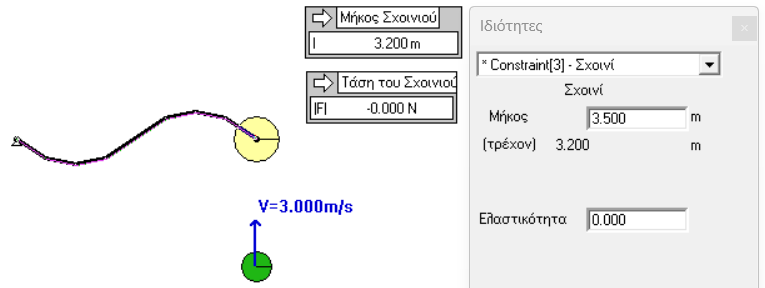 Μήκος Σχοινιού
|
3.200 m
Τάση του Σχοινιού
|F|
-0.000 N
V=3.000m/s
Ιδιότητες
×
* Constraint[3] - Σχοινί
Σχοινί
Μήκος 3.500 m
(τρέχον) 3.200 m
Ελαστικότητα 0.000